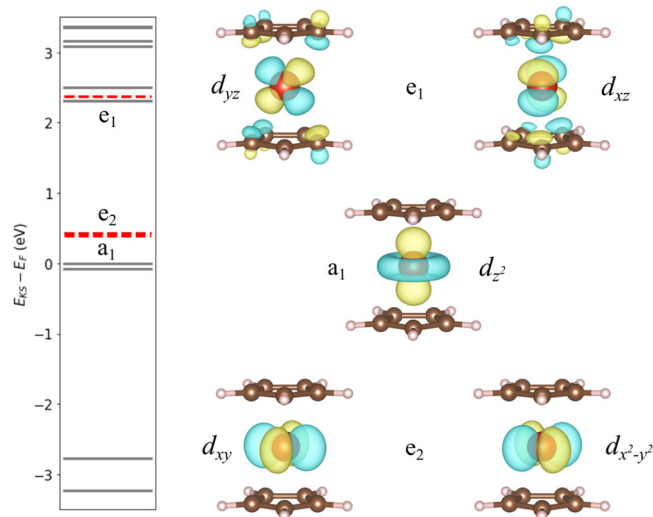 E_KS − E_F (eV)
3
2
1
0
−1
−2
−3
e₁
e₂
a₁
d_yz
e₁
d_xz
a₁
d_z²
d_xy
e₂
d_x²-y²